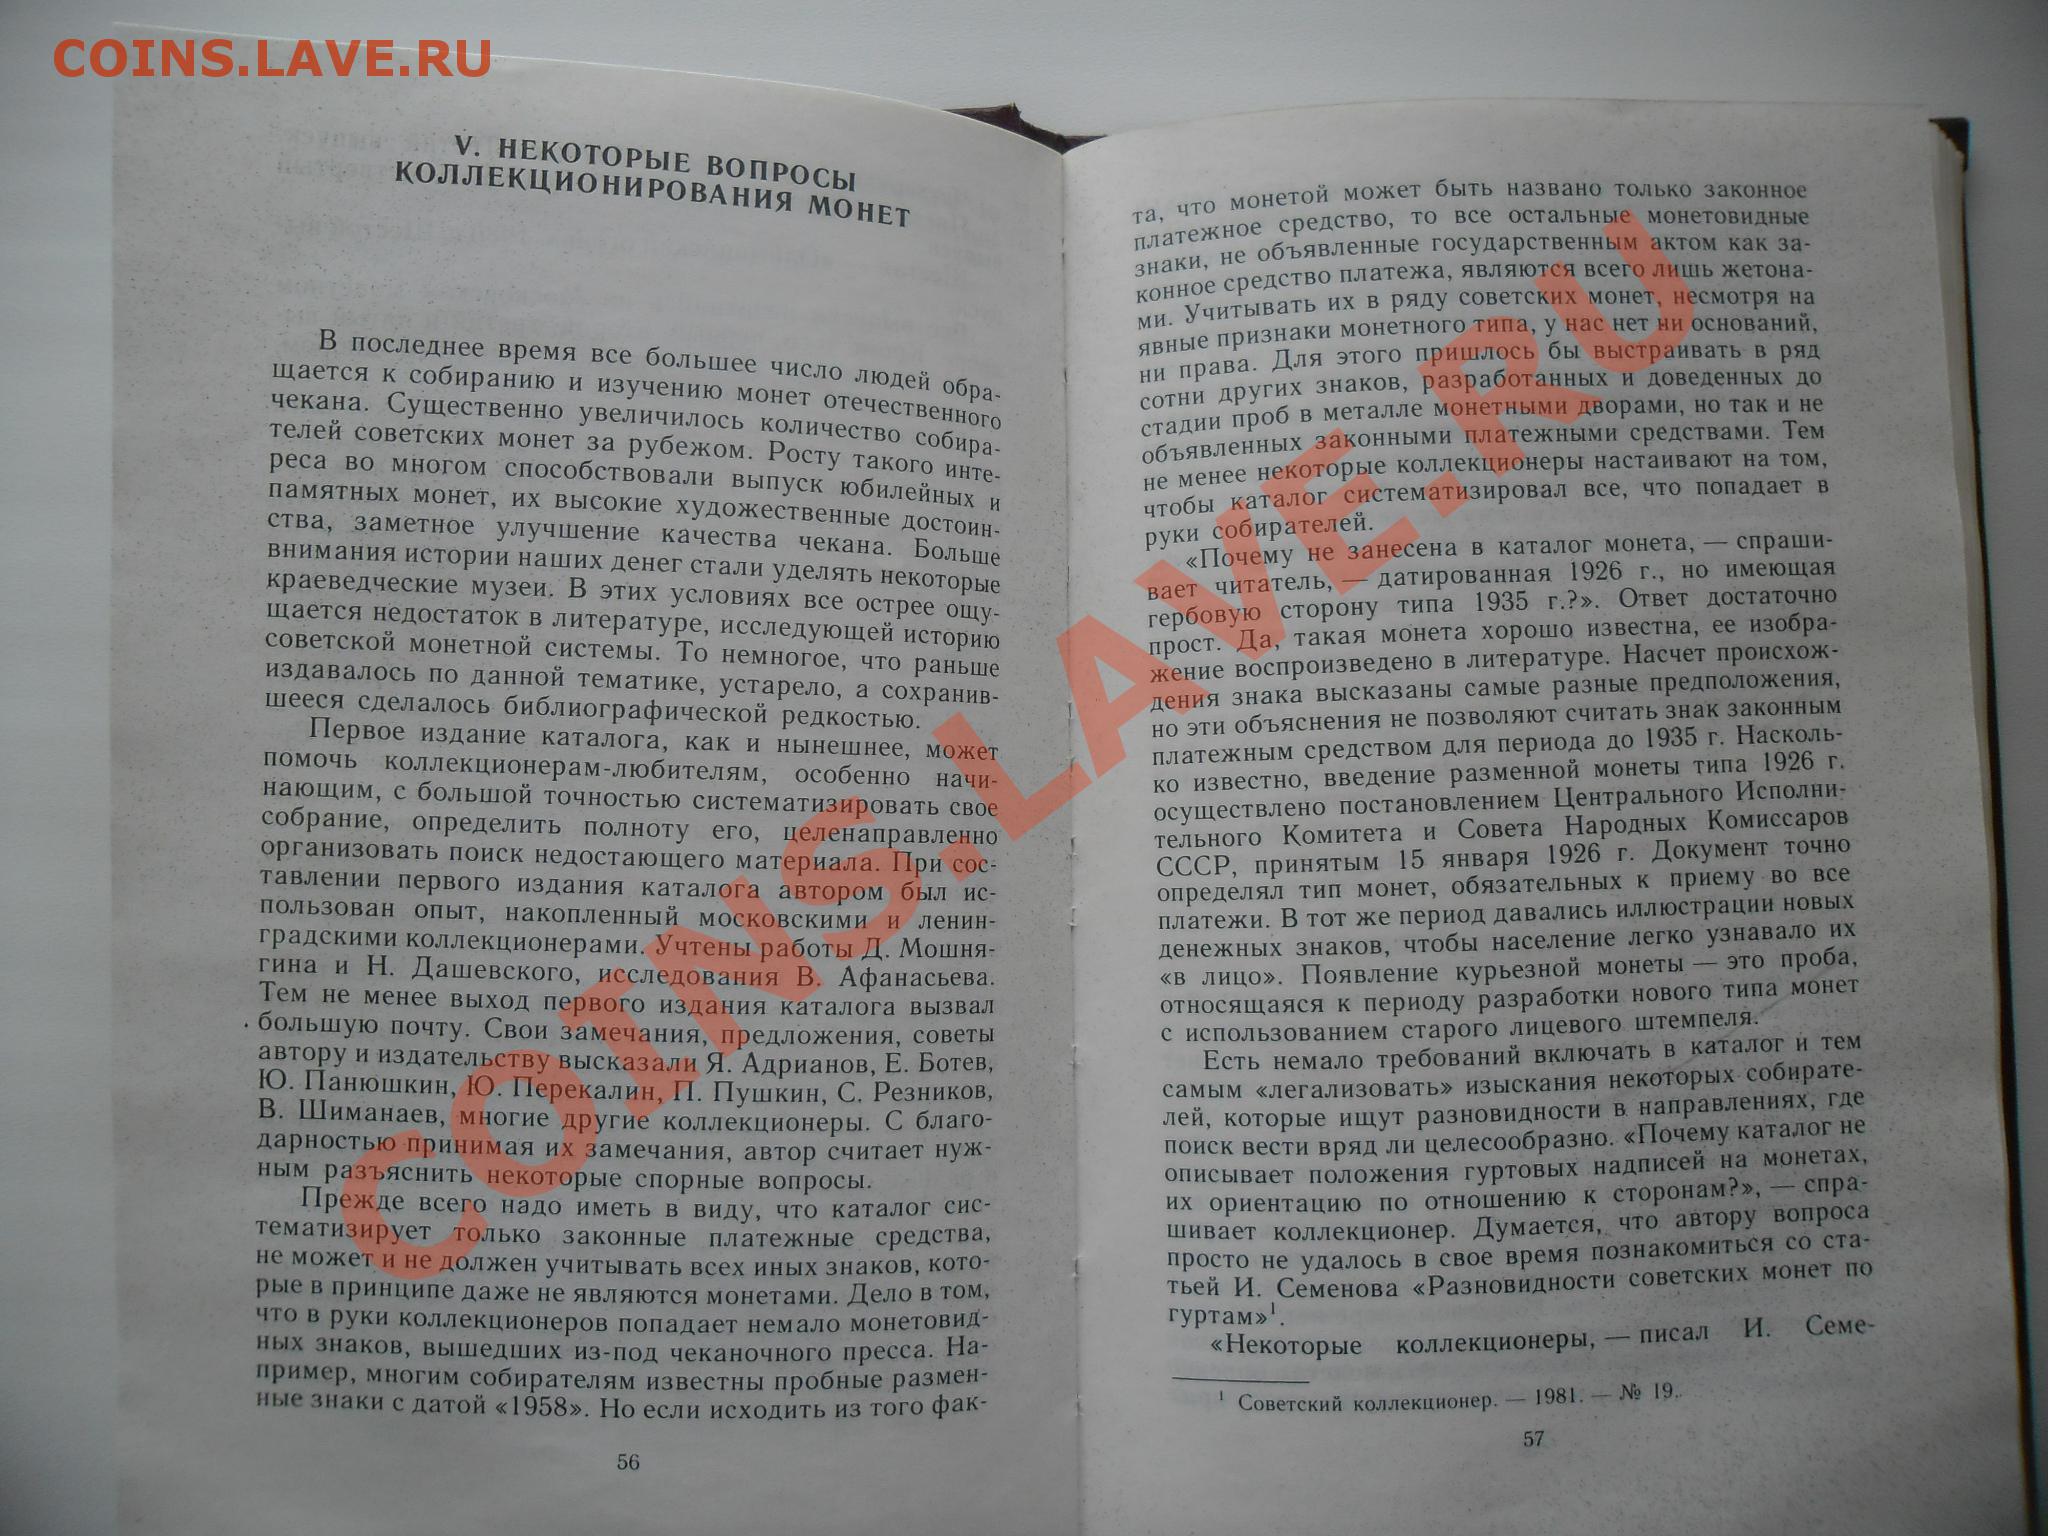 COINS.LAVE.RU
V. НЕКОТОРЫЕ ВОПРОСЫ
КОЛЛЕКЦИОНИРОВАНИЯ МОНЕТ
В последнее время все большее число людей обра-
щается к собиранию и изучению монет отечественного
чекана. Существенно увеличилось количество собира-
телей советских монет за рубежом. Росту такого инте-
реса во многом способствовали выпуск юбилейных и
памятных монет, их высокие художественные достоин-
ства, заметное улучшение качества чекана. Больше
внимания истории наших денег стали уделять некоторые
краеведческие музеи. В этих условиях все острее ощу-
щается недостаток в литературе, исследующей историю
советской монетной системы. То немногое, что раньше
издавалось по данной тематике, устарело, а сохранив-
шееся сделалось библиографической редкостью.
Первое издание каталога, как и нынешнее, может
помочь коллекционерам-любителям, особенно начи-
нающим, с большой точностью систематизировать свое
собрание, определить полноту его, целенаправленно
организовать поиск недостающего материала. При сос-
тавлении первого издания каталога автором был ис-
пользован опыт, накопленный московскими и ленин-
градскими коллекционерами. Учтены работы Д. Мошня-
гина и Н. Дашевского, исследования В. Афанасьева.
Тем не менее выход первого издания каталога вызвал
большую почту. Свои замечания, предложения, советы
автору и издательству высказали Я. Адрианов, Е. Ботев,
Ю. Панюшкин, Ю. Перекалин, П. Пушкин, С. Резников,
В. Шиманаев, многие другие коллекционеры. С благо-
дарностью принимая их замечания, автор считает нуж-
ным разъяснить некоторые спорные вопросы.
Прежде всего надо иметь в виду, что каталог сис-
тематизирует только законные платежные средства,
не может и не должен учитывать всех иных знаков, кото-
рые в принципе даже не являются монетами. Дело в том,
что в руки коллекционеров попадает немало монетовид-
ных знаков, вышедших из-под чеканочного пресса. На-
пример, многим собирателям известны пробные размен-
ные знаки с датой «1958». Но если исходить из того фак-
56
та, что монетой может быть названо только законное
платежное средство, то все остальные монетовидные
знаки, не объявленные государственным актом как за-
конное средство платежа, являются всего лишь жетона-
ми. Учитывать их в ряду советских монет, несмотря на
явные признаки монетного типа, у нас нет ни оснований,
ни права. Для этого пришлось бы выстраивать в ряд
сотни других знаков, разработанных и доведенных до
стадии проб в металле монетными дворами, но так и не
объявленных законными платежными средствами. Тем
не менее некоторые коллекционеры настаивают на том,
чтобы каталог систематизировал все, что попадает в
руки собирателей.
«Почему не занесена в каталог монета, — спраши-
вает читатель, — датированная 1926 г., но имеющая
гербовую сторону типа 1935 г.?». Ответ достаточно
прост. Да, такая монета хорошо известна, ее изобра-
жение воспроизведено в литературе. Насчет происхож-
дения знака высказаны самые разные предположения,
но эти объяснения не позволяют считать знак законным
платежным средством для периода до 1935 г. Насколь-
ко известно, введение разменной монеты типа 1926 г.
осуществлено постановлением Центрального Исполни-
тельного Комитета и Совета Народных Комиссаров
СССР, принятым 15 января 1926 г. Документ точно
определял тип монет, обязательных к приему во все
платежи. В тот же период давались иллюстрации новых
денежных знаков, чтобы население легко узнавало их
«в лицо». Появление курьезной монеты — это проба,
относящаяся к периоду разработки нового типа монет
с использованием старого лицевого штемпеля.
Есть немало требований включать в каталог и тем
самым «легализовать» изыскания некоторых собирате-
лей, которые ищут разновидности в направлениях, где
поиск вести вряд ли целесообразно. «Почему каталог не
описывает положения гуртовых надписей на монетах,
их ориентацию по отношению к сторонам?», — спра-
шивает коллекционер. Думается, что автору вопроса
просто не удалось в свое время познакомиться со ста-
тьей И. Семенова «Разновидности советских монет по
гуртам»¹.
«Некоторые коллекционеры, — писал И. Семе-
¹ Советский коллекционер. — 1981. — № 19.
57
COINS.LAVE.RU